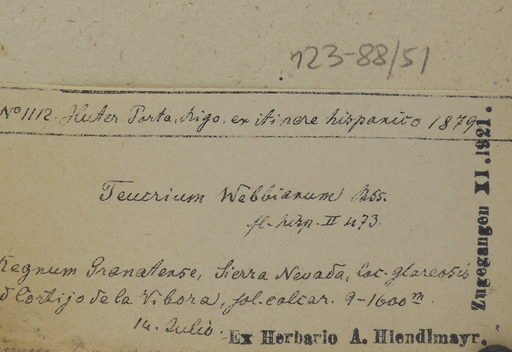 123-88/51
No 1112. Huter Porta, Rigo. ex itinere hispanico 1879
Teucrium Webbianum Bss.
fl. hisp. II 473.
Regnum Granatense, Sierra Nevada, loc. glareosis
d Cortijo de la Vibora, sol. calcar. 9-1600m.
14. Julio.
Ex Herbario A. Hiendlmayr.
Zugegangen XI.1921.